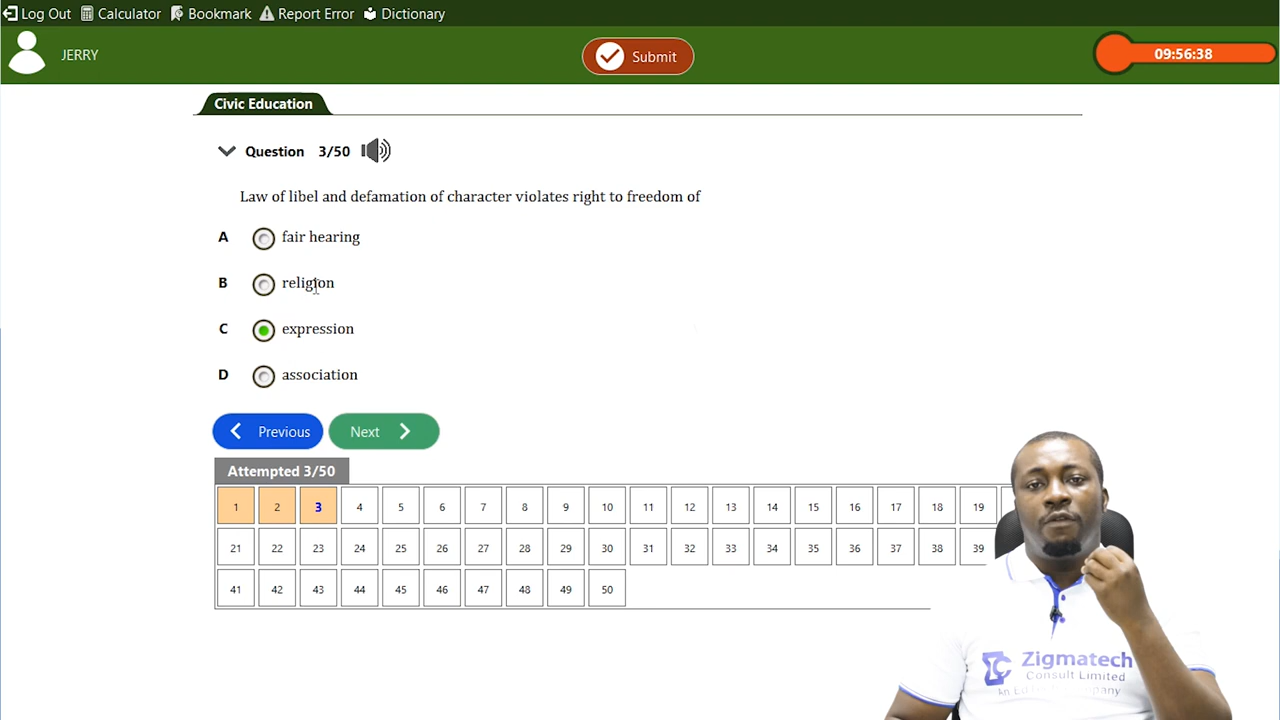 Log Out Calculator Bookmark Report Error Dictionary
JERRY
Submit
09:56:38
Civic Education
Question 3/50
Law of libel and defamation of character violates right to freedom of
A fair hearing
B religion
C expression
D association
Previous Next
Attempted 3/50
1 2 3 4 5 6 7 8 9 10 11 12 13 14 15 16 17 18 19
21 22 23 24 25 26 27 28 29 30 31 32 33 34 35 36 37 38 39
41 42 43 44 45 46 47 48 49 50
Zigmatech
Consult Limited